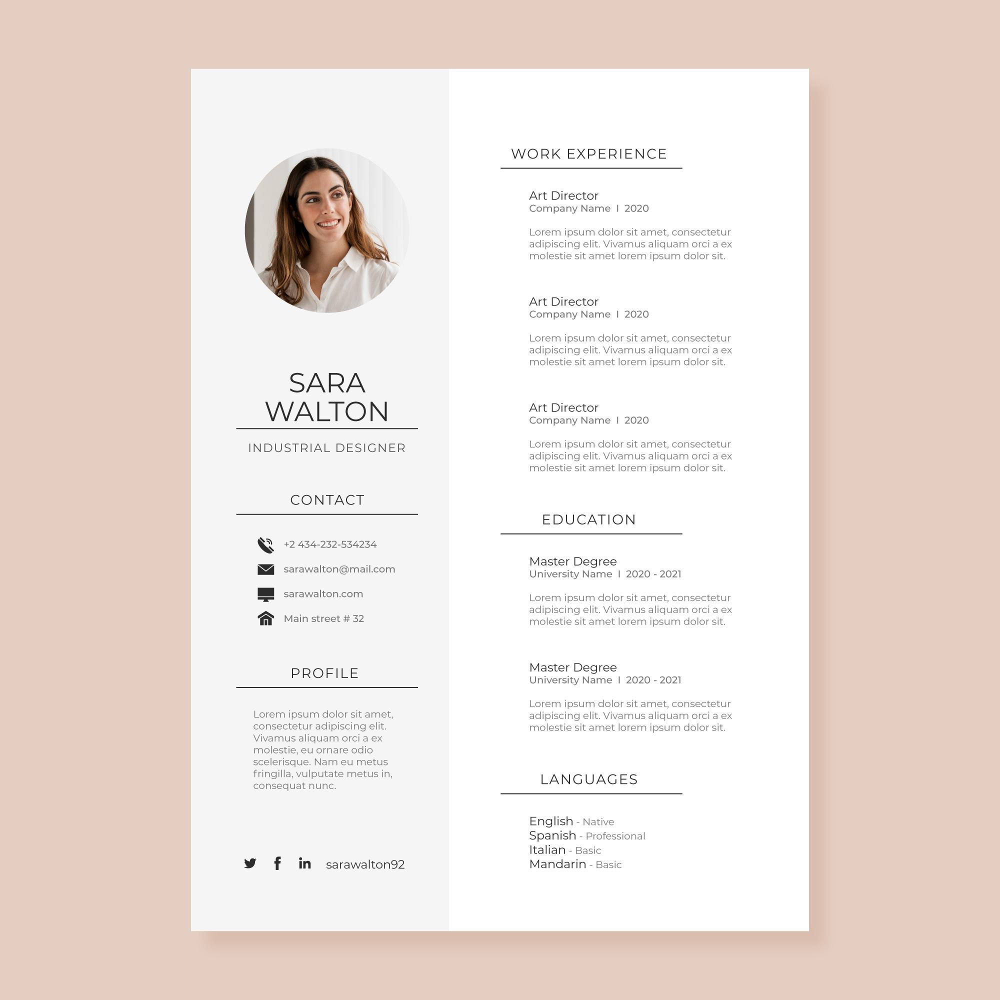 SARA
WALTON
INDUSTRIAL DESIGNER
CONTACT
+2 434-232-534234
sarawalton@mail.com
sarawalton.com
Main street # 32
PROFILE
Lorem ipsum dolor sit amet,
consectetur adipiscing elit.
Vivamus aliquam orci a ex
molestie, eu ornare odio
scelerisque. Nam eu metus
fringilla, vulputate metus in,
consequat nunc.
sarawalton92
WORK EXPERIENCE
Art Director
Company Name I 2020
Lorem ipsum dolor sit amet, consectetur
adipiscing elit. Vivamus aliquam orci a ex
molestie sit amet lorem ipsum dolor sit.
Art Director
Company Name I 2020
Lorem ipsum dolor sit amet, consectetur
adipiscing elit. Vivamus aliquam orci a ex
molestie sit amet lorem ipsum dolor sit.
Art Director
Company Name I 2020
Lorem ipsum dolor sit amet, consectetur
adipiscing elit. Vivamus aliquam orci a ex
molestie sit amet lorem ipsum dolor sit.
EDUCATION
Master Degree
University Name I 2020 - 2021
Lorem ipsum dolor sit amet, consectetur
adipiscing elit. Vivamus aliquam orci a ex
molestie sit amet lorem ipsum dolor sit.
Master Degree
University Name I 2020 - 2021
Lorem ipsum dolor sit amet, consectetur
adipiscing elit. Vivamus aliquam orci a ex
molestie sit amet lorem ipsum dolor sit.
LANGUAGES
English - Native
Spanish - Professional
Italian - Basic
Mandarin - Basic